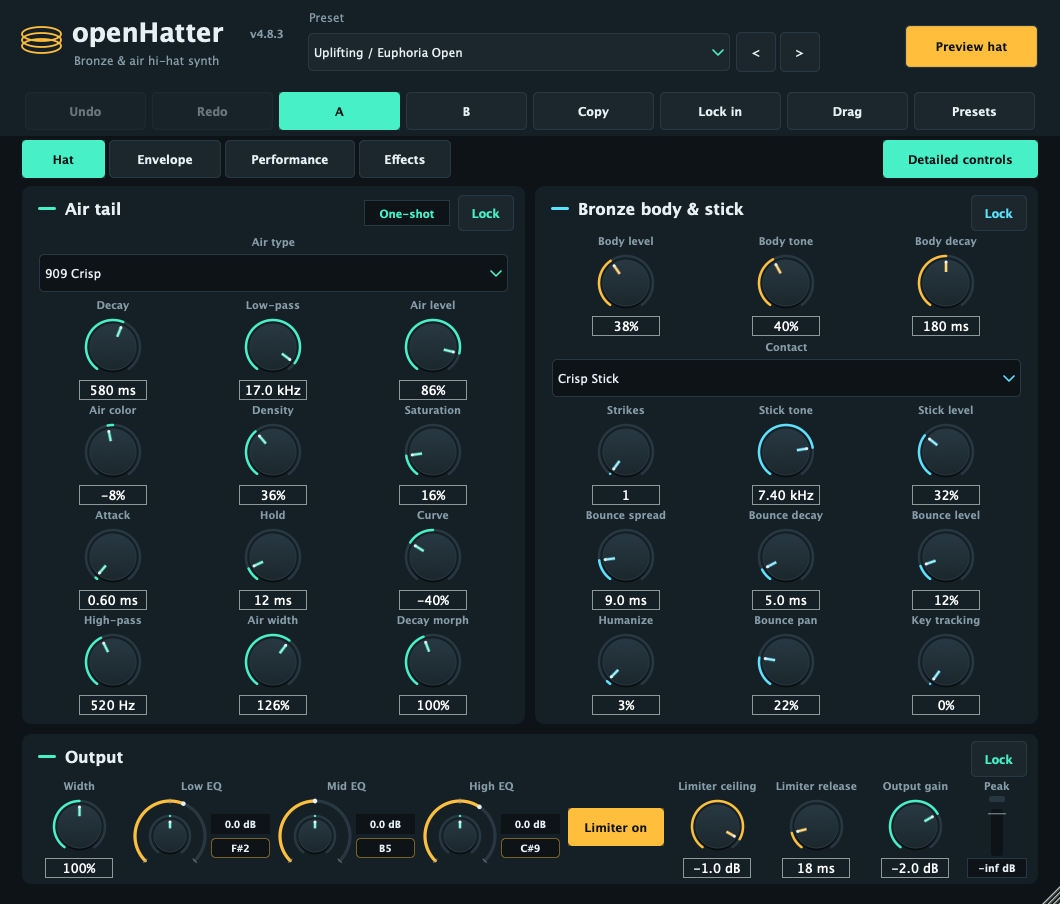 openHatter
v4.8.3
Bronze & air hi-hat synth
Preset
Uplifting / Euphoria Open
<
>
Preview hat
Undo
Redo
A
B
Copy
Lock in
Drag
Presets
Hat
Envelope
Performance
Effects
Detailed controls
Air tail
One-shot
Lock
Air type
909 Crisp
Decay
Low-pass
Air level
580 ms
17.0 kHz
86%
Air color
Density
Saturation
-8%
36%
16%
Attack
Hold
Curve
0.60 ms
12 ms
-40%
High-pass
Air width
Decay morph
520 Hz
126%
100%
Bronze body & stick
Lock
Body level
Body tone
Body decay
38%
40%
180 ms
Contact
Crisp Stick
Strikes
Stick tone
Stick level
1
7.40 kHz
32%
Bounce spread
Bounce decay
Bounce level
9.0 ms
5.0 ms
12%
Humanize
Bounce pan
Key tracking
3%
22%
0%
Output
Lock
Width
100%
Low EQ
0.0 dB
F#2
Mid EQ
0.0 dB
B5
High EQ
0.0 dB
C#9
Limiter on
Limiter ceiling
-1.0 dB
Limiter release
18 ms
Output gain
-2.0 dB
Peak
-inf dB